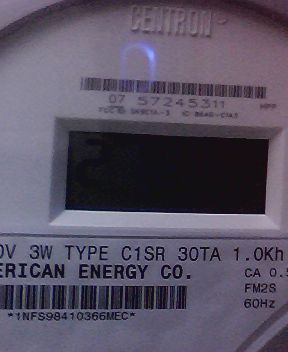 CENTRON
07 57245311
0V 3W TYPE C1SR 30TA 1.0Kh
ERICAN ENERGY CO.
CA 0.5
FM2S
60Hz
*1NFS98410366MEC*